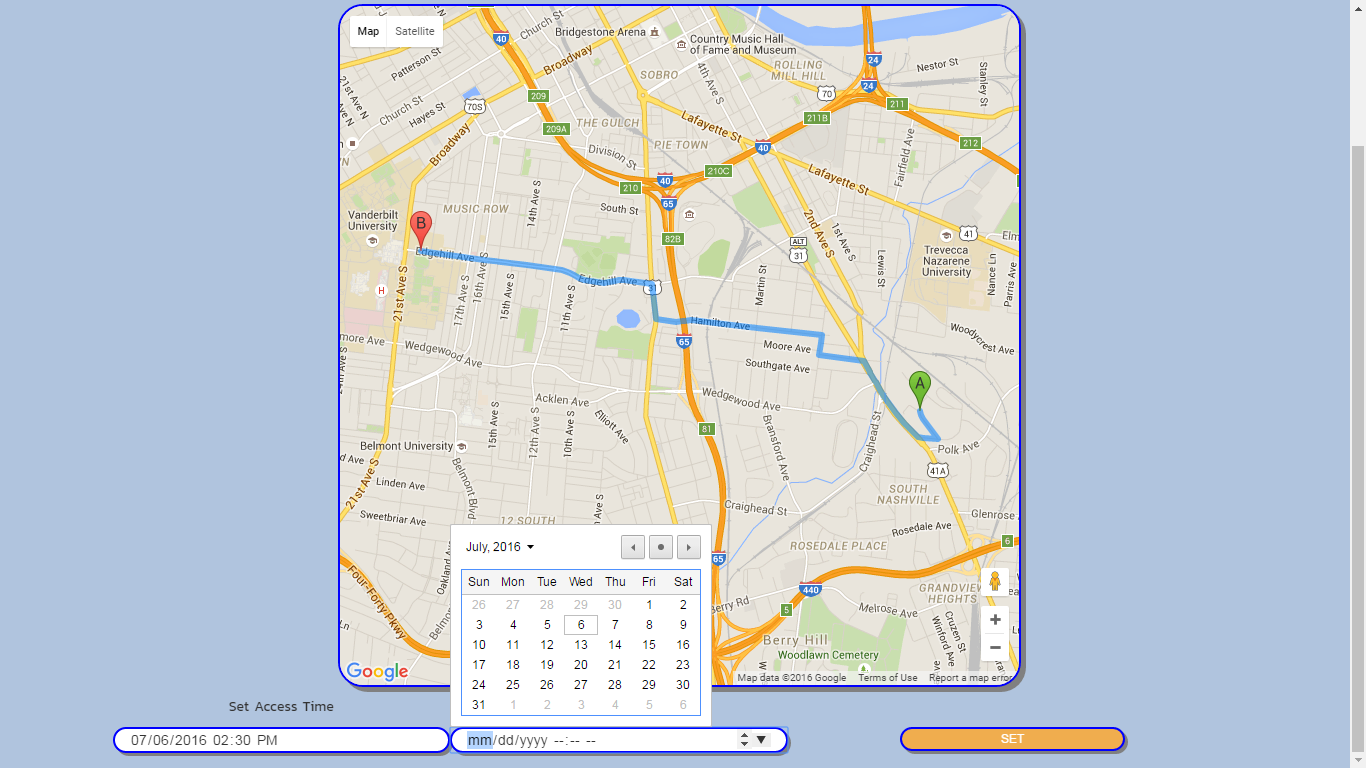 Map Satellite
Church St
Bridgestone Arena
Country Music Hall
of Fame and Museum
40
Patterson St
Broadway
SOBRO
4th Ave S
ROLLING
MILL HILL
24
Nestor St
Stanley St
24
21st Ave N
Church St
Hayes St
70S
209
70
211
211B
209A
THE GULCH
Lafayette St
PIE TOWN
40
212
Fairfield Ave
Broadway
Division St
210C
Lafayette St
40
210
65
MUSIC ROW
14th Ave S
South St
Vanderbilt
University
B
82B
2nd Ave S
1st Ave S
ALT
31
41
Elm
Trevecca
Nazarene
University
Edgehill Ave
Edgehill Ave
31
Lewis St
Nance Ln
Parris Ave
H
21st Ave S
17th Ave S
16th Ave S
15th Ave S
11th Ave S
Martin St
Hamilton Ave
65
more Ave
Wedgewood Ave
Moore Ave
Southgate Ave
Woodycrest Ave
A
24th Ave S
Acklen Ave
Wedgewood Ave
Elliott Ave
15th Ave S
12th Ave S
10th Ave S
81
Bransford Ave
Craighead St
Belmont University
Polk Ave
41A
d Ave
21st Ave S
Linden Ave
Belmont Blvd
SOUTH
NASHVILLE
Sweetbriar Ave
12 SOUTH
Ave S
Craighead St
Glenrose
Rosedale Ave
6
ROSEDALE PLACE
Oakland Ave
65
440
GRANDVIEW
HEIGHTS
Four-Forty Pkwy
Berry Rd
5
Melrose Ave
Cruzen St
Winford Ave
Ln
Belmo
Berry Hill
Woodlawn Cemetery
Google
Map data ©2016 Google Terms of Use Report a map error
July, 2016
Sun Mon Tue Wed Thu Fri Sat
26 27 28 29 30 1 2
3 4 5 6 7 8 9
10 11 12 13 14 15 16
17 18 19 20 21 22 23
24 25 26 27 28 29 30
31 1 2 3 4 5 6
Set Access Time
07/06/2016 02:30 PM
mm/dd/yyyy --:-- --
SET